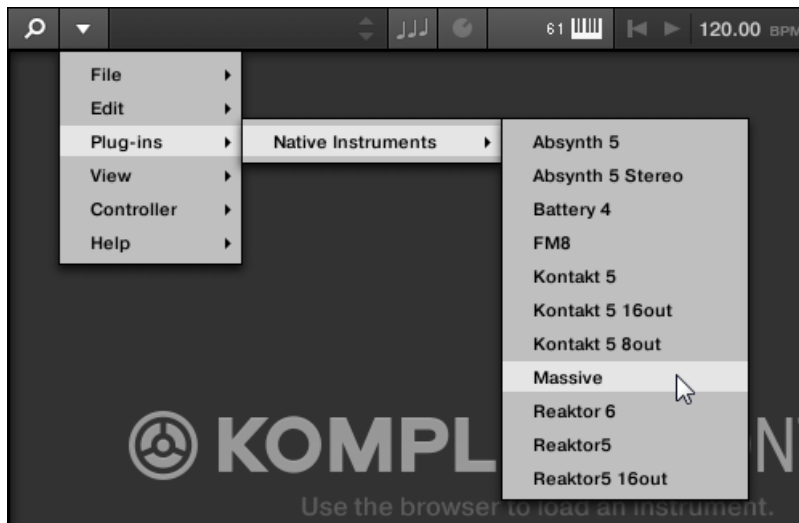 61 120.00 BPM
File
Edit
Plug-ins
View
Controller
Help
Native Instruments
Absynth 5
Absynth 5 Stereo
Battery 4
FM8
Kontakt 5
Kontakt 5 16out
Kontakt 5 8out
Massive
Reaktor 6
Reaktor5
Reaktor5 16out
KOMPL
Use the browser to load an instrument.